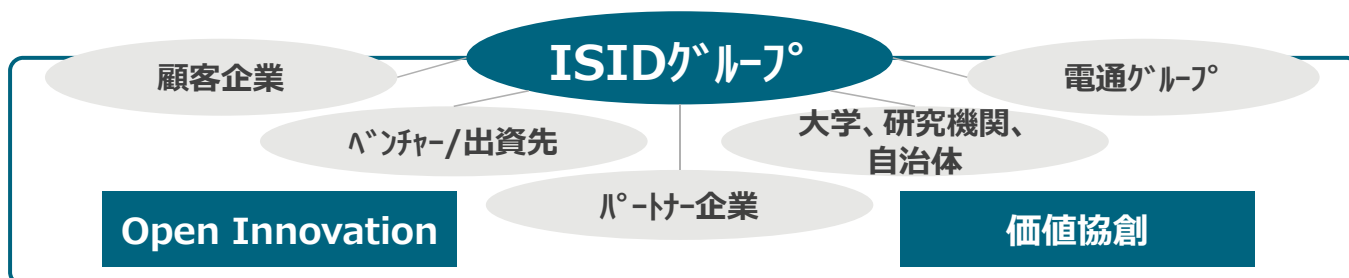 ISIDｸﾞﾙｰﾌﾟ
顧客企業
電通ｸﾞﾙｰﾌﾟ
ﾍﾞﾝﾁｬｰ/出資先
大学、研究機関、
自治体
ﾊﾟｰﾄﾅｰ企業
Open Innovation
価値協創